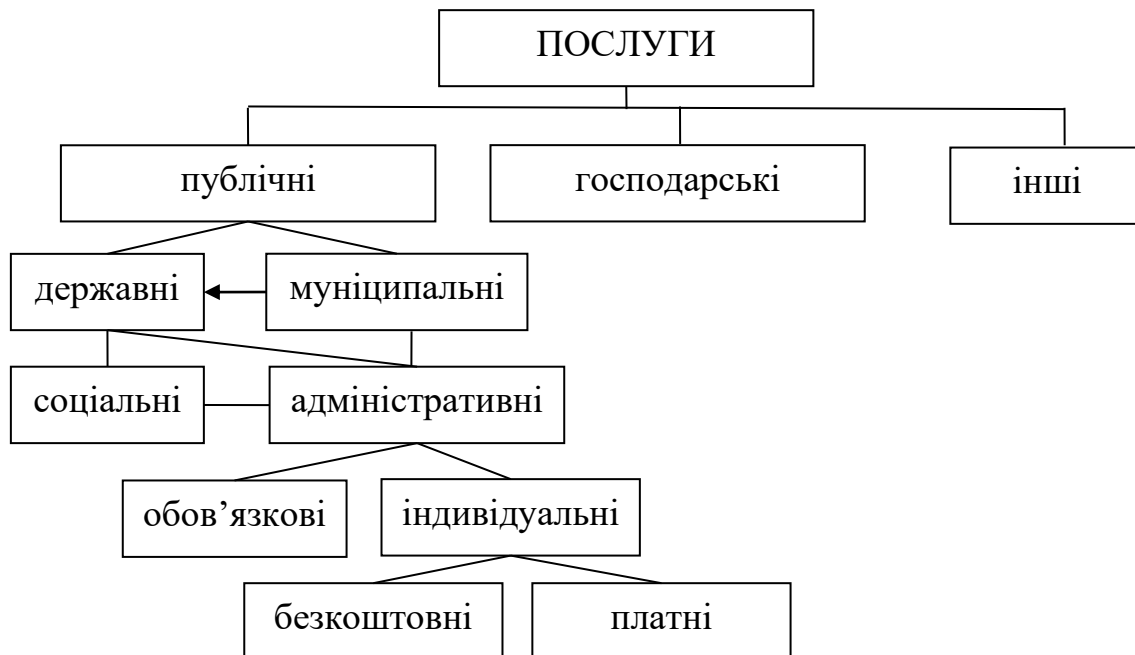 ПОСЛУГИ
публічні
господарські
інші
державні
муніципальні
соціальні
адміністративні
обов’язкові
індивідуальні
безкоштовні
платні